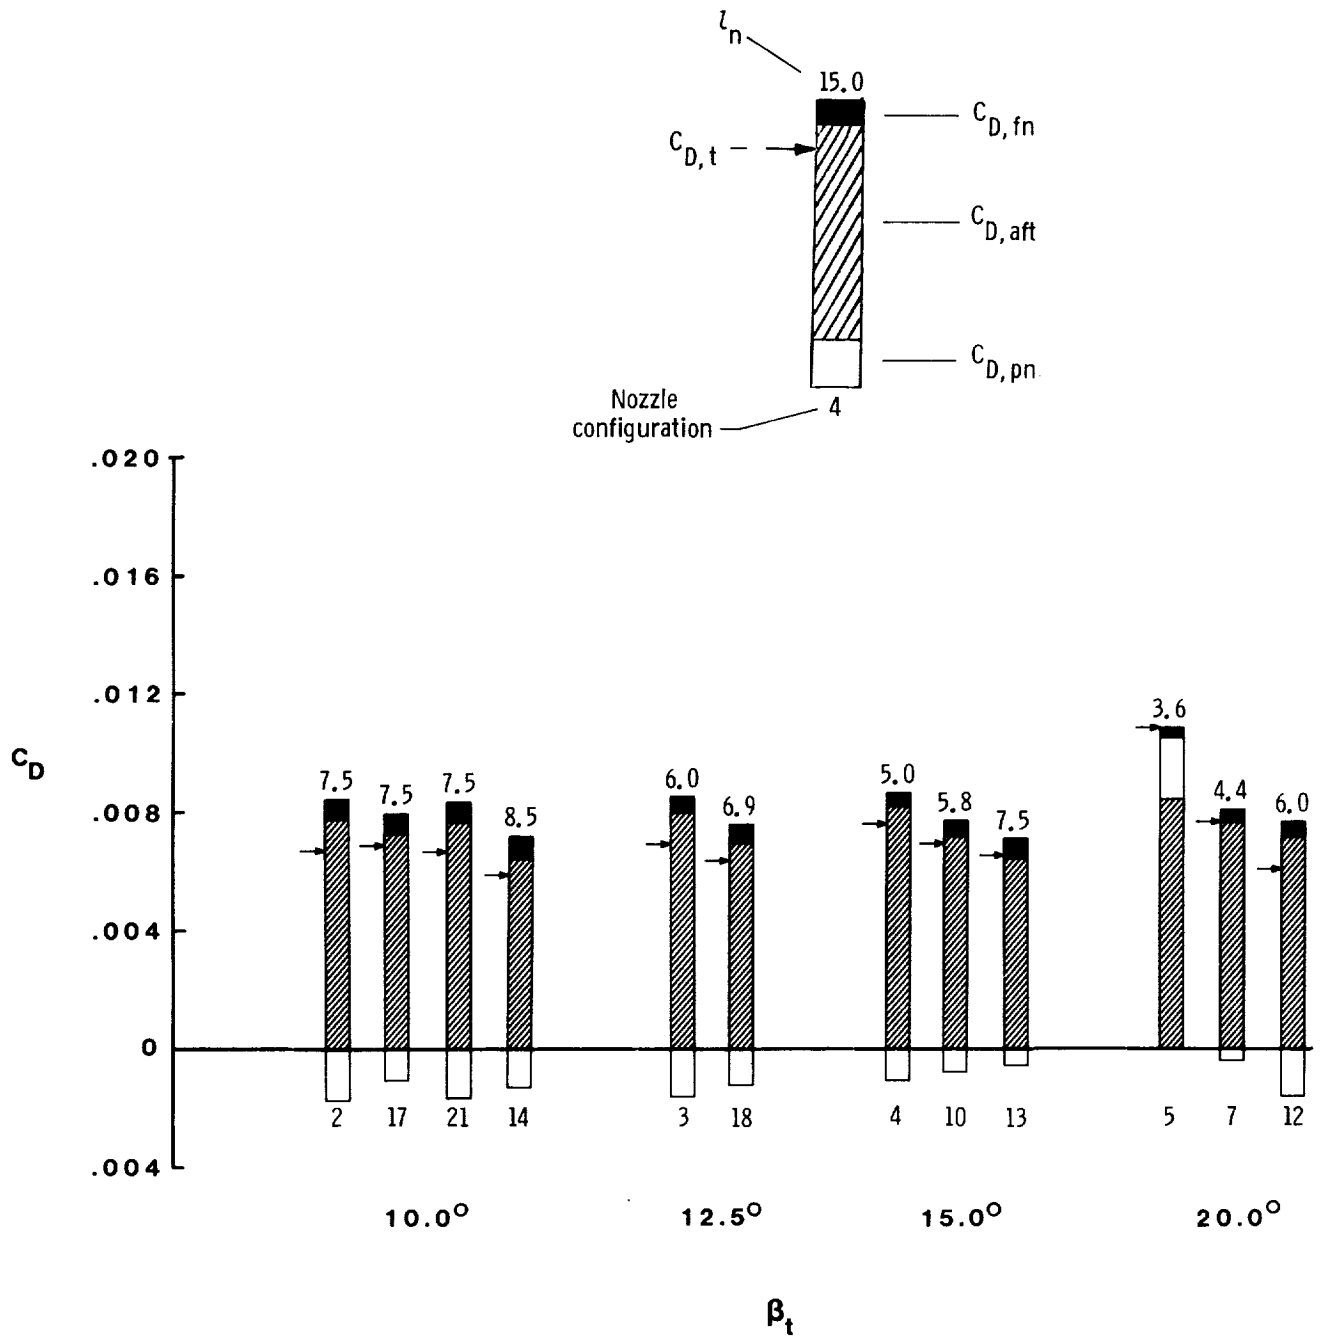 lₙ
15.0
C_D,fn
C_D,t
C_D,aft
C_D,pn
Nozzle
configuration
4
.020
.016
.012
.008
.004
0
.004
C_D
7.5 7.5 7.5 8.5
6.0 6.9
5.0 5.8 7.5
3.6 4.4 6.0
2 17 21 14 3 18 4 10 13 5 7 12
10.0° 12.5° 15.0° 20.0°
β_t